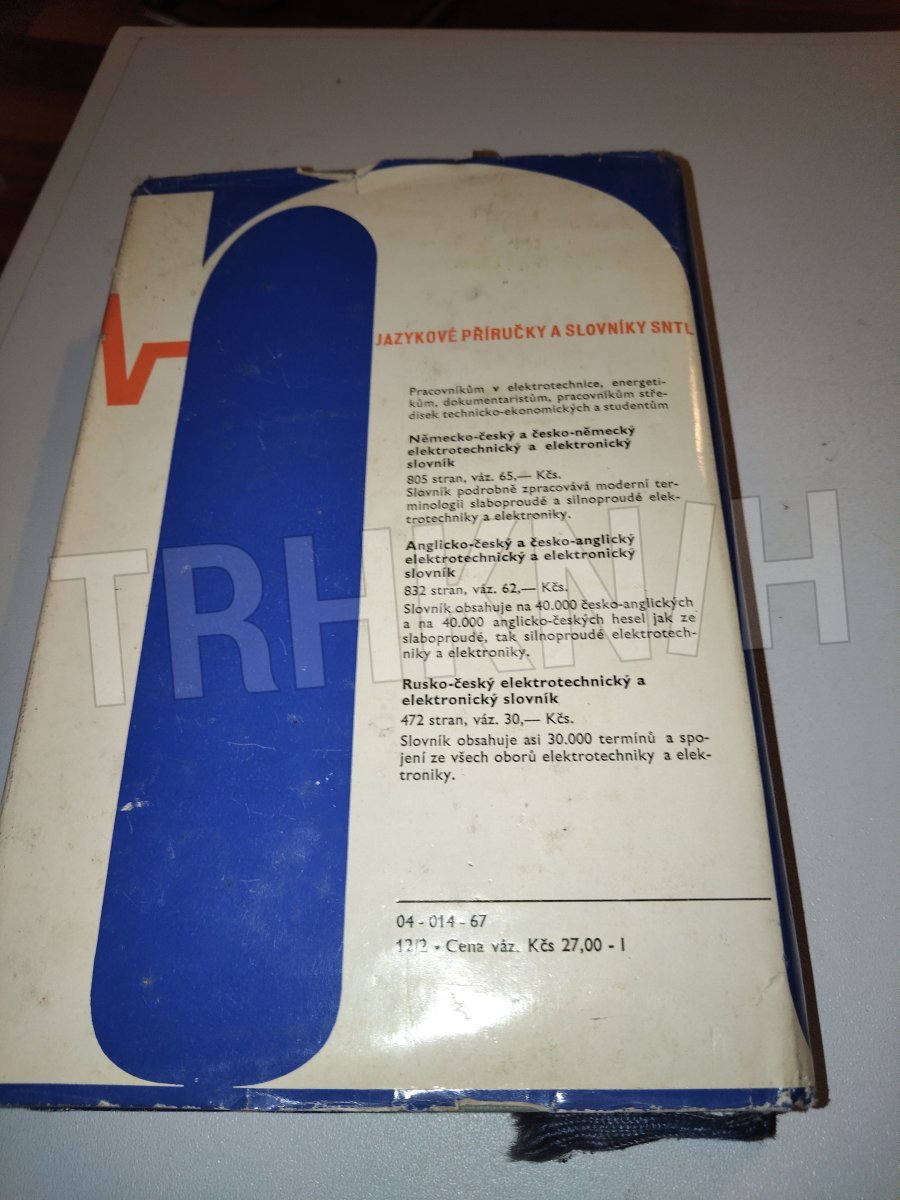 JAZYKOVÉ PŘÍRUČKY A SLOVNÍKY SNTL
Pracovníkům v elektrotechnice, energeti-
kům, dokumentaristům, pracovníkům stře-
disek technicko-ekonomických a studentům
Německo-český a česko-německý
elektrotechnický a elektronický
slovník
805 stran, váz. 65,— Kčs.
Slovník podrobně zpracovává moderní ter-
minologii slaboproudé a silnoproudé elek-
trotechniky a elektroniky.
Anglicko-český a česko-anglický
elektrotechnický a elektronický
slovník
832 stran, váz. 62,— Kčs.
Slovník obsahuje na 40.000 česko-anglických
a na 40.000 anglicko-českých hesel jak ze
slaboproudé, tak silnoproudé elektrotech-
niky a elektroniky.
Rusko-český elektrotechnický a
elektronický slovník
472 stran, váz. 30,— Kčs.
Slovník obsahuje asi 30.000 termínů a spo-
jení ze všech oborů elektrotechniky a elek-
troniky.
04 - 014 - 67
12/2 • Cena váz. Kčs 27,00 - I
TRHKNIH